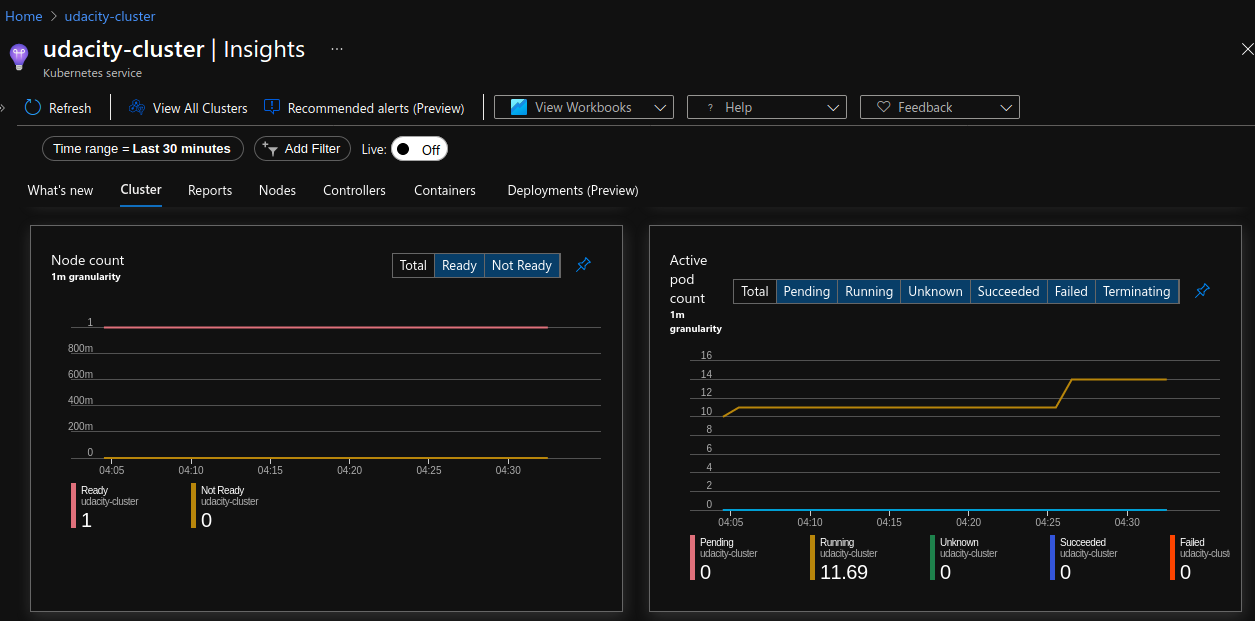 Home > udacity-cluster
udacity-cluster | Insights ...
Kubernetes service
Refresh View All Clusters Recommended alerts (Preview) View Workbooks ? Help Feedback
Time range = Last 30 minutes Add Filter Live: Off
What's new Cluster Reports Nodes Controllers Containers Deployments (Preview)
Node count
1m granularity
Total Ready Not Ready
1
800m
600m
400m
200m
0
04:05 04:10 04:15 04:20 04:25 04:30
Ready
udacity-cluster
1
Not Ready
udacity-cluster
0
Active
pod
count
1m
granularity
Total Pending Running Unknown Succeeded Failed Terminating
16
14
12
10
8
6
4
2
0
04:05 04:10 04:15 04:20 04:25 04:30
Pending
udacity-cluster
0
Running
udacity-cluster
11.69
Unknown
udacity-cluster
0
Succeeded
udacity-cluster
0
Failed
udacity-clust
0